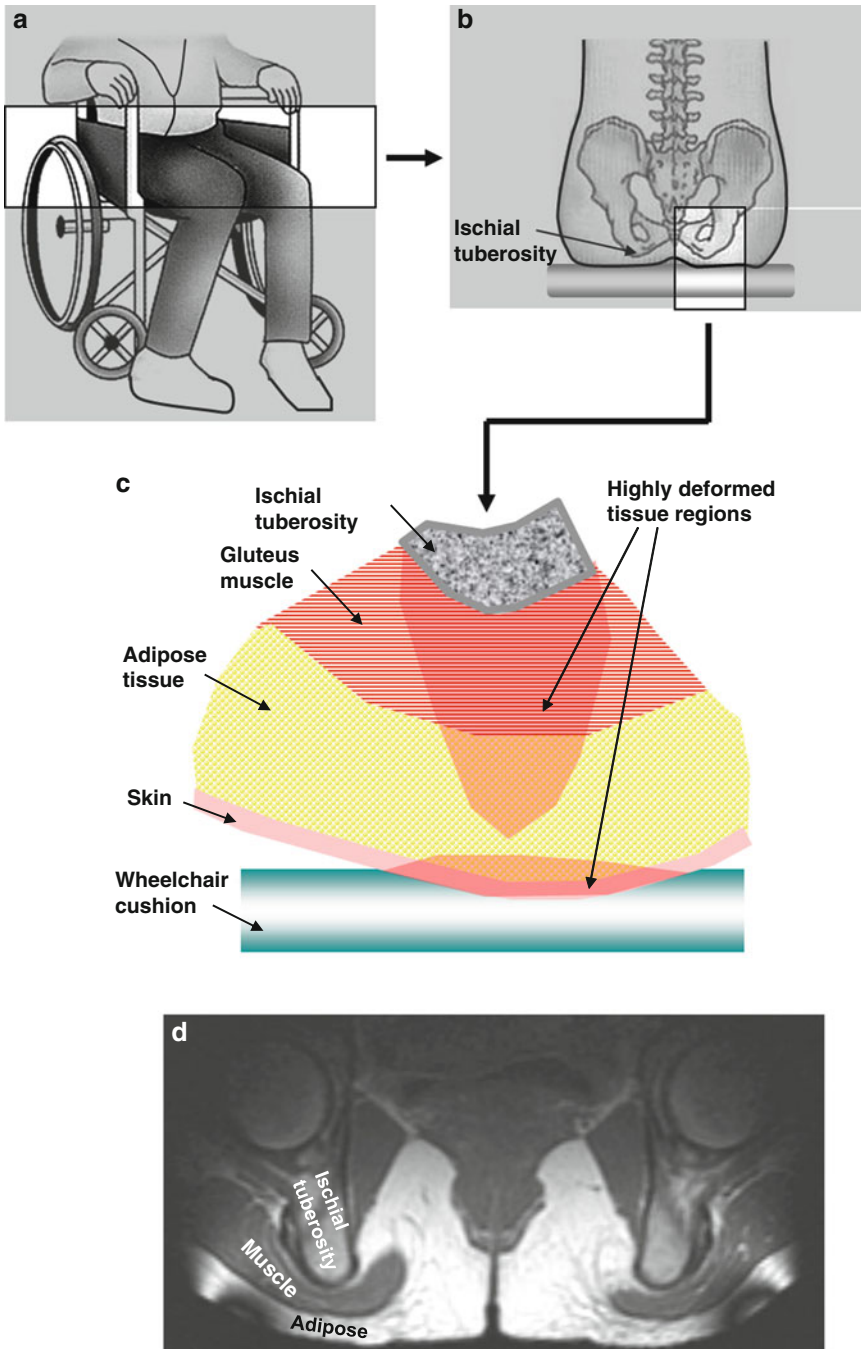 a
b
Ischial
tuberosity
c
Ischial
tuberosity
Highly deformed
tissue regions
Gluteus
muscle
Adipose
tissue
Skin
Wheelchair
cushion
d
Ischial
tuberosity
Muscle
Adipose